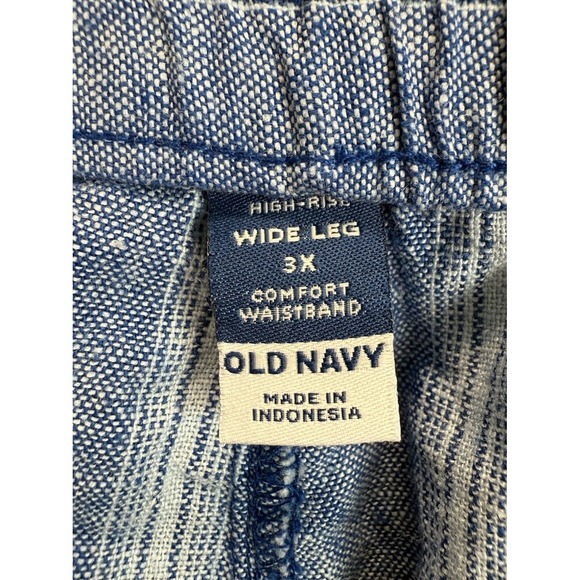 HIGH-RISE
WIDE LEG
3X
COMFORT
WAISTBAND
OLD NAVY
MADE IN
INDONESIA